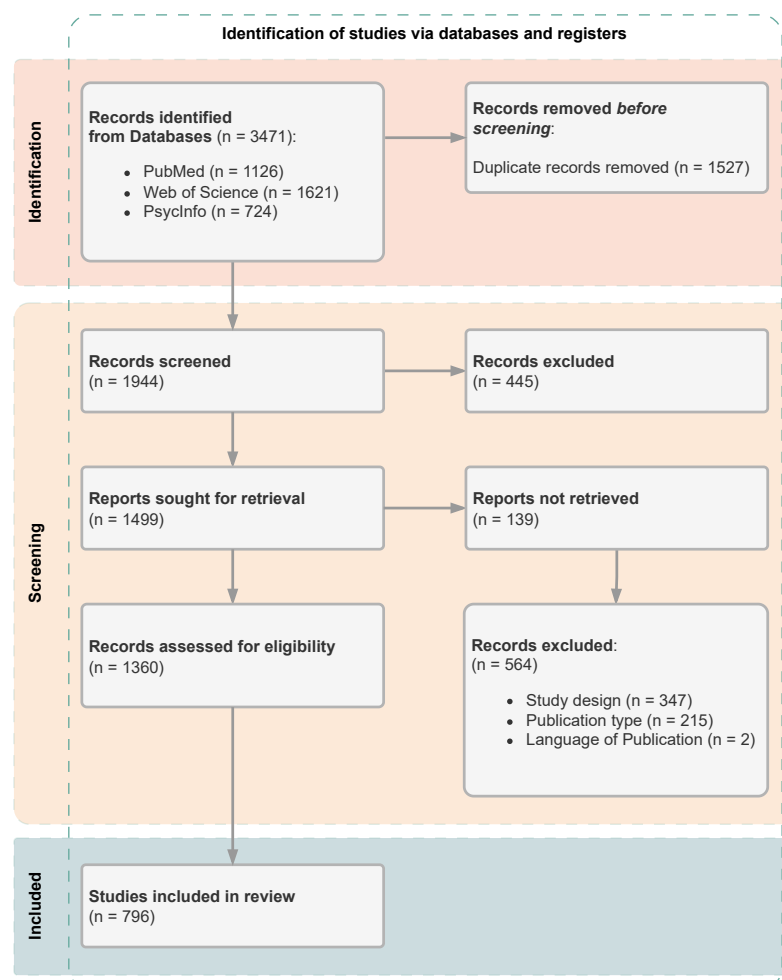 Identification of studies via databases and registers
Identification
Records identified
from Databases (n = 3471):
• PubMed (n = 1126)
• Web of Science (n = 1621)
• PsycInfo (n = 724)
Records removed before
screening:
Duplicate records removed (n = 1527)
Screening
Records screened
(n = 1944)
Records excluded
(n = 445)
Reports sought for retrieval
(n = 1499)
Reports not retrieved
(n = 139)
Records assessed for eligibility
(n = 1360)
Records excluded:
(n = 564)
• Study design (n = 347)
• Publication type (n = 215)
• Language of Publication (n = 2)
Included
Studies included in review
(n = 796)